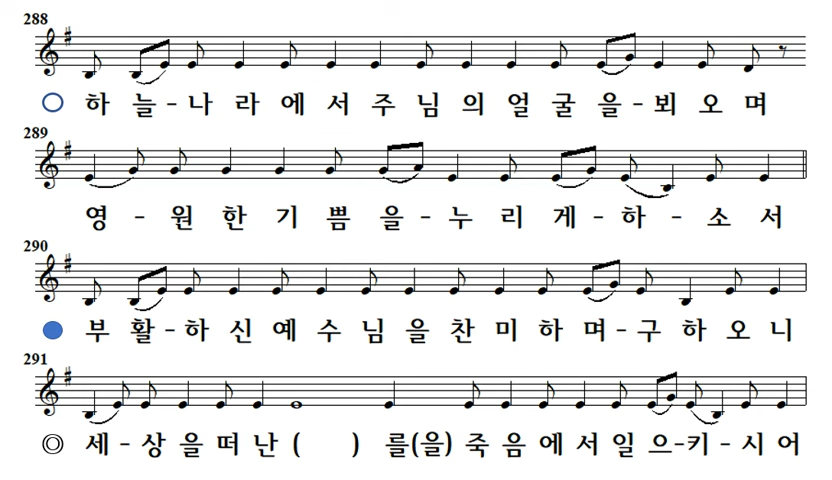 288
○ 하 늘-나 라 에 서 주 님 의 얼 굴 을-뵈 오 며
289
영 - 원 한 기 쁨 을-누 리 게-하 - 소 서
290
● 부 활-하 신 예 수 님 을 찬 미 하 며-구 하 오 니
291
◎ 세-상 을 떠 난 ( ) 를(을) 죽 음 에 서 일 으-키-시 어